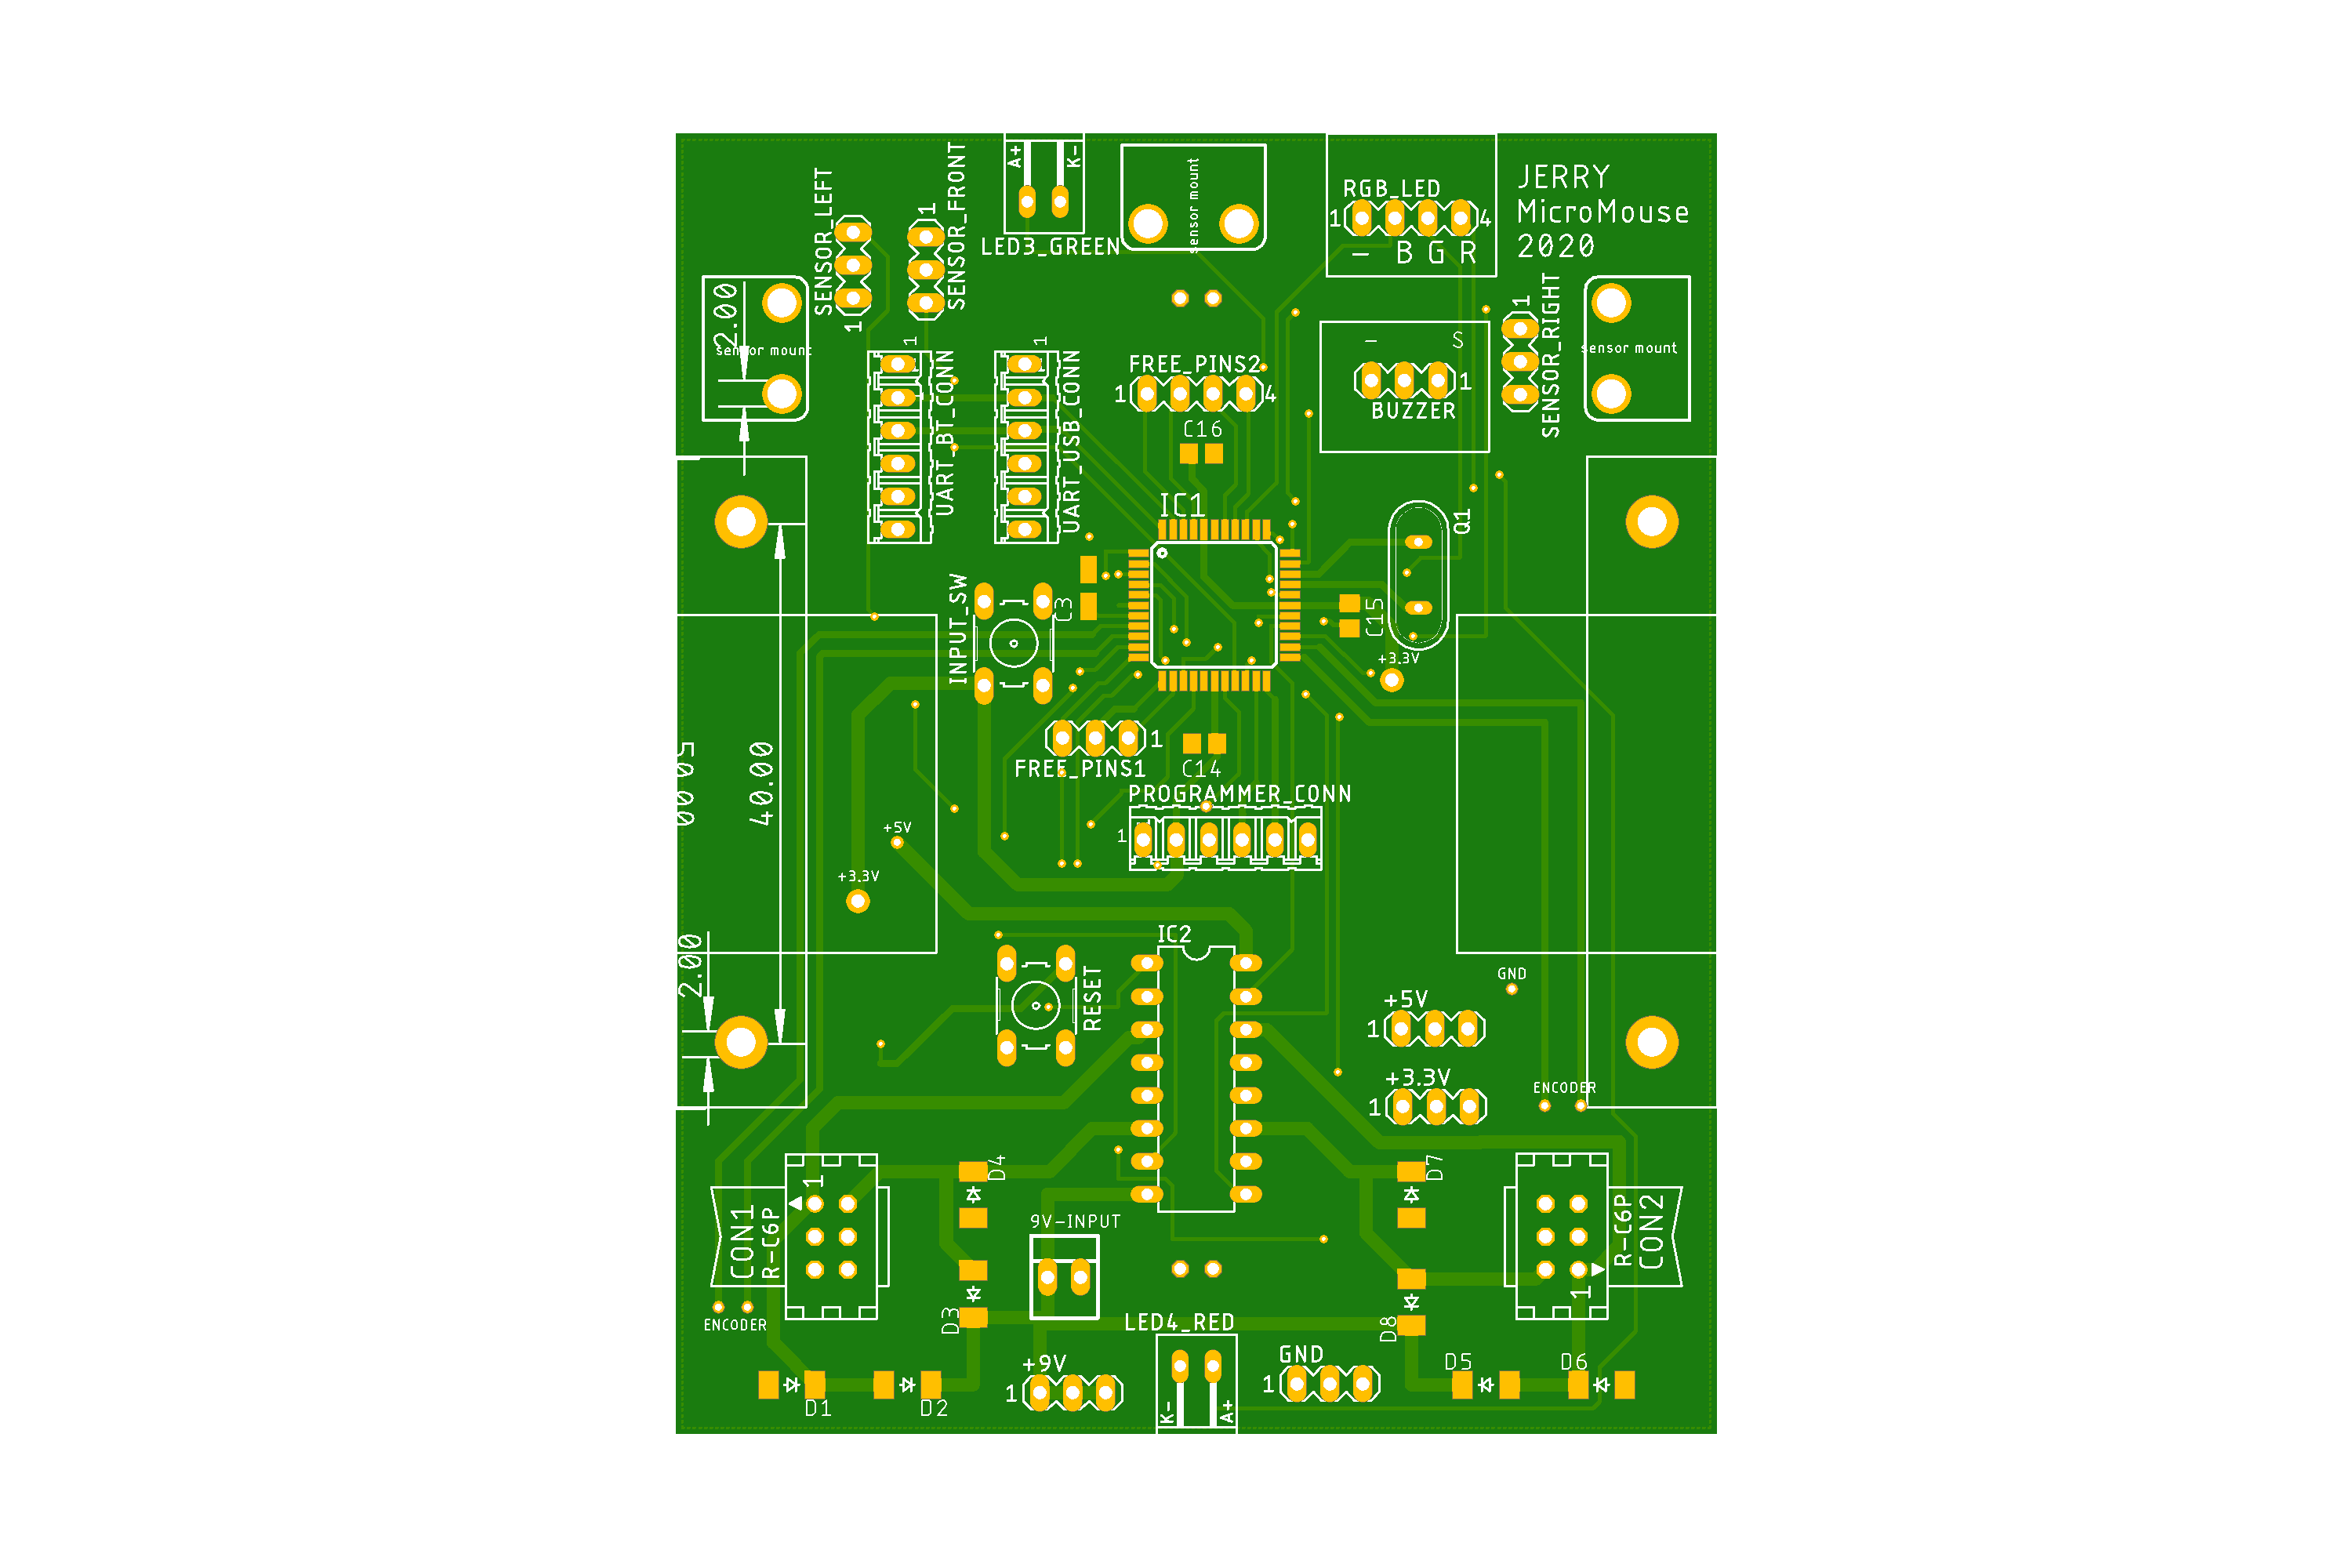 A+
K-
LED3_GREEN
sensor mount
RGB_LED
1
4
- B G R
JERRY
MicroMouse
2020
SENSOR_LEFT
1
SENSOR_FRONT
1
2.00
sensor mount
UART_BT_CONN
1
UART_USB_CONN
1
FREE_PINS2
1
4
C16
-
S
1
BUZZER
SENSOR_RIGHT
1
sensor mount
IC1
Q1
INPUT_SW
C3
C15
+3.3V
FREE_PINS1
1
C14
50.00
40.00
PROGRAMMER_CONN
1
+5V
+3.3V
2.00
IC2
RESET
GND
+5V
1
+3.3V
1
ENCODER
D4
D7
CON1
R-C6P
1
9V-INPUT
CON2
R-C6P
1
ENCODER
D3
LED4_RED
D8
K-
A+
+9V
1
GND
1
D5
D6
D1
D2